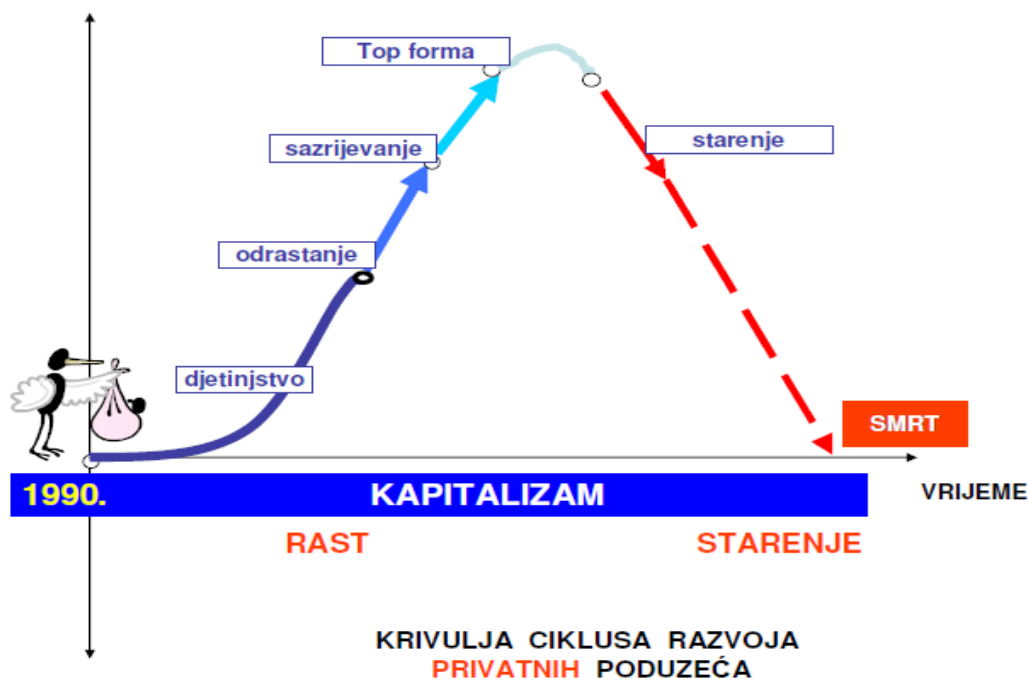 Top forma
sazrijevanje
starenje
odrastanje
djetinjstvo
SMRT
1990. KAPITALIZAM
VRIJEME
RAST STARENJE
KRIVULJA CIKLUSA RAZVOJA
PRIVATNIH PODUZEĆA